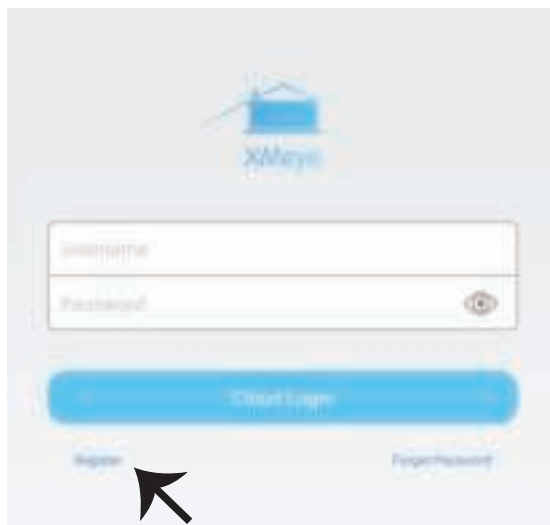 XMeye
Username
Password
Cloud Login
Register
Forget Password